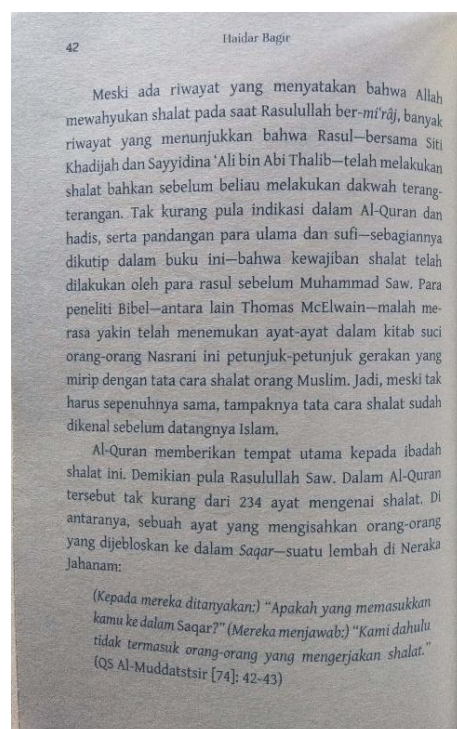 42
Haidar Bagir
Meski ada riwayat yang menyatakan bahwa Allah
mewahyukan shalat pada saat Rasulullah ber-mi‘râj, banyak
riwayat yang menunjukkan bahwa Rasul—bersama Siti
Khadijah dan Sayyidina ‘Ali bin Abi Thalib—telah melakukan
shalat bahkan sebelum beliau melakukan dakwah terang-
terangan. Tak kurang pula indikasi dalam Al-Quran dan
hadis, serta pandangan para ulama dan sufi—sebagiannya
dikutip dalam buku ini—bahwa kewajiban shalat telah
dilakukan oleh para rasul sebelum Muhammad Saw. Para
peneliti Bibel—antara lain Thomas McElwain—malah me-
rasa yakin telah menemukan ayat-ayat dalam kitab suci
orang-orang Nasrani ini petunjuk-petunjuk gerakan yang
mirip dengan tata cara shalat orang Muslim. Jadi, meski tak
harus sepenuhnya sama, tampaknya tata cara shalat sudah
dikenal sebelum datangnya Islam.
Al-Quran memberikan tempat utama kepada ibadah
shalat ini. Demikian pula Rasulullah Saw. Dalam Al-Quran
tersebut tak kurang dari 234 ayat mengenai shalat. Di
antaranya, sebuah ayat yang mengisahkan orang-orang
yang dijebloskan ke dalam Saqar—suatu lembah di Neraka
Jahanam:
(Kepada mereka ditanyakan:) “Apakah yang memasukkan
kamu ke dalam Saqar?” (Mereka menjawab:) “Kami dahulu
tidak termasuk orang-orang yang mengerjakan shalat.”
(QS Al-Muddatstsir [74]: 42-43)